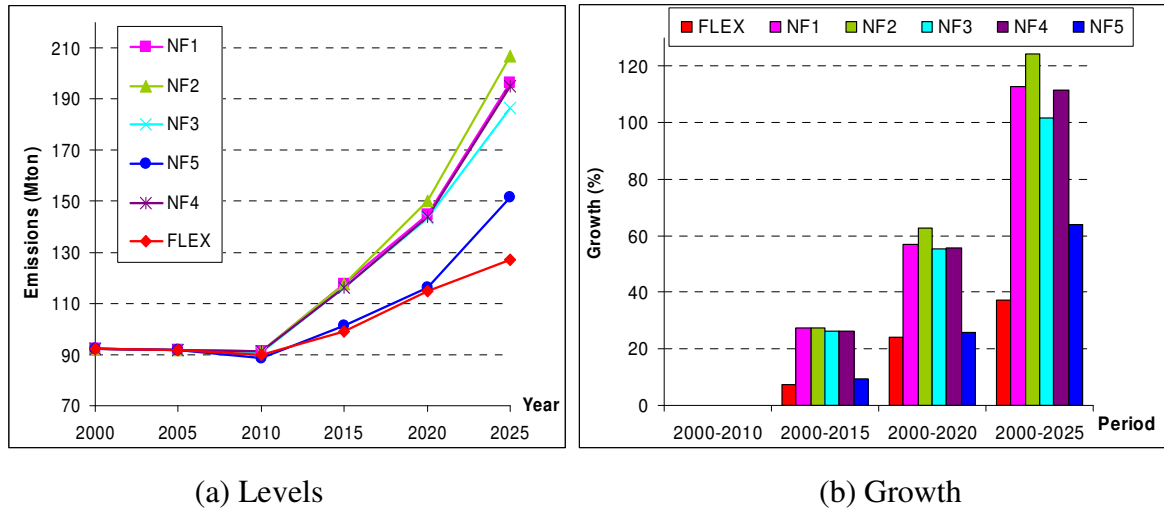 Emissions (Mton)
210
190
170
150
130
110
90
70
NF1
NF2
NF3
NF5
NF4
FLEX
Year
2000 2005 2010 2015 2020 2025
(a) Levels
FLEX NF1 NF2 NF3 NF4 NF5
Growth (%)
120
100
80
60
40
20
0
2000-2010 2000-2015 2000-2020 2000-2025
Period
(b) Growth